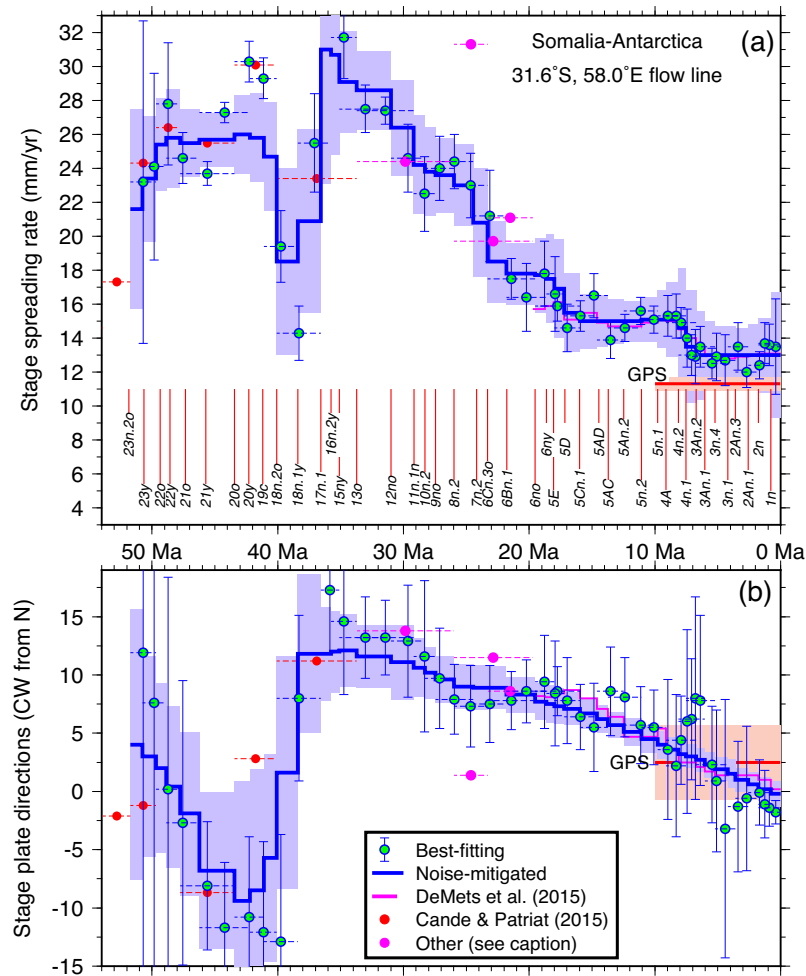 (a)
Somalia-Antarctica
31.6°S, 58.0°E flow line
Stage spreading rate (mm/yr)
32
30
28
26
24
22
20
18
16
14
12
10
8
6
4
GPS
23n.2o
23y
22o
22y
21o
21y
20o
20y
19c
18n.2o
18n.1y
17n.1
16n.2y
15ny
13o
12no
11n.1n
10n.2
9no
8n.2
7n.2
6Cn.3o
6Bn.1
6no
6ny
5E
5D
5Cn.1
5AD
5AC
5An.2
5n.2
5n.1
4A
4n.2
4n.1
3An.2
3An.1
3n.4
3n.1
2An.3
2An.1
2n
1n
50 Ma
40 Ma
30 Ma
20 Ma
10 Ma
0 Ma
(b)
Stage plate directions (CW from N)
15
10
5
0
-5
-10
-15
GPS
Best-fitting
Noise-mitigated
DeMets et al. (2015)
Cande & Patriat (2015)
Other (see caption)